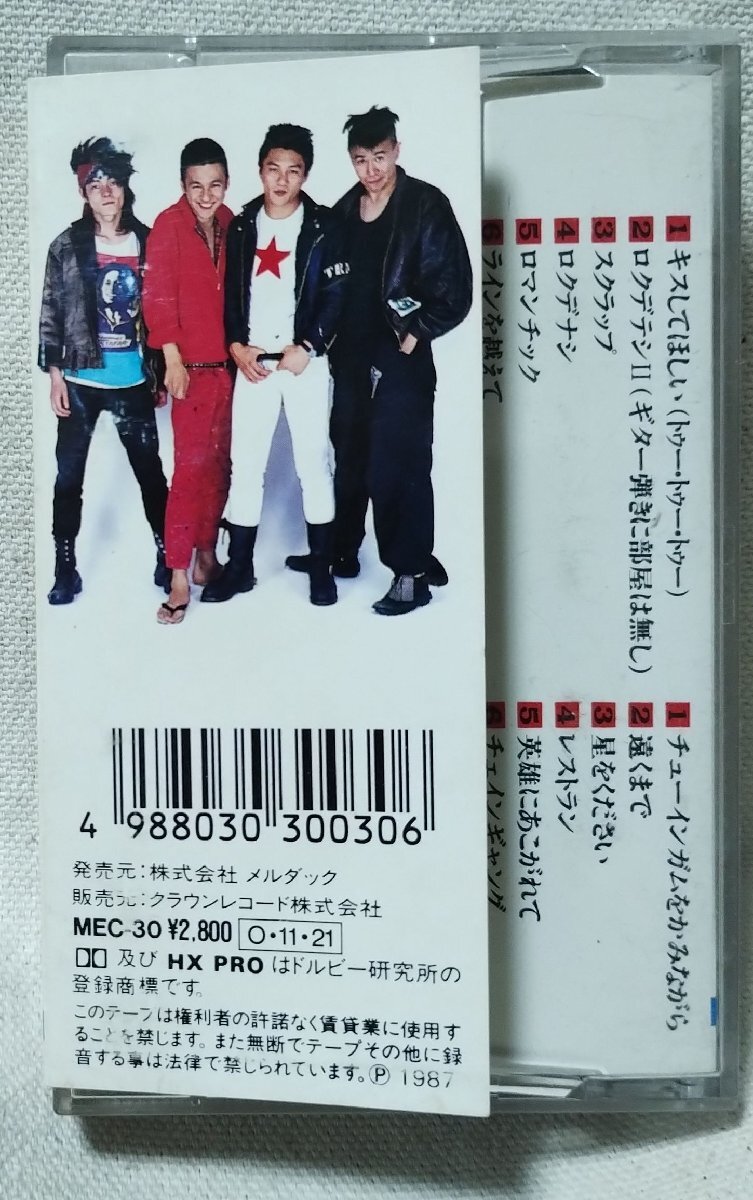 1 キスしてほしい(トゥー・トゥー・トゥー)
2 ロクデナシII(ギター弾きに部屋は無し)
3 スクラップ
4 ロクデナシ
5 ロマンチック
6 ラインを越えて
1 チューインガムをかみながら
2 遠くまで
3 星をください
4 レストラン
5 英雄にあこがれて
6 チェインギャング
TRA
4 988030 300306
発売元:株式会社 メルダック
販売元:クラウンレコード株式会社
MEC-30 ¥2,800 O・11・21
及び HX PRO はドルビー研究所の
登録商標です。
このテープは権利者の許諾なく賃貸業に使用す
ることを禁じます。また無断でテープその他に録
音する事は法律で禁じられています。Ⓟ 1987